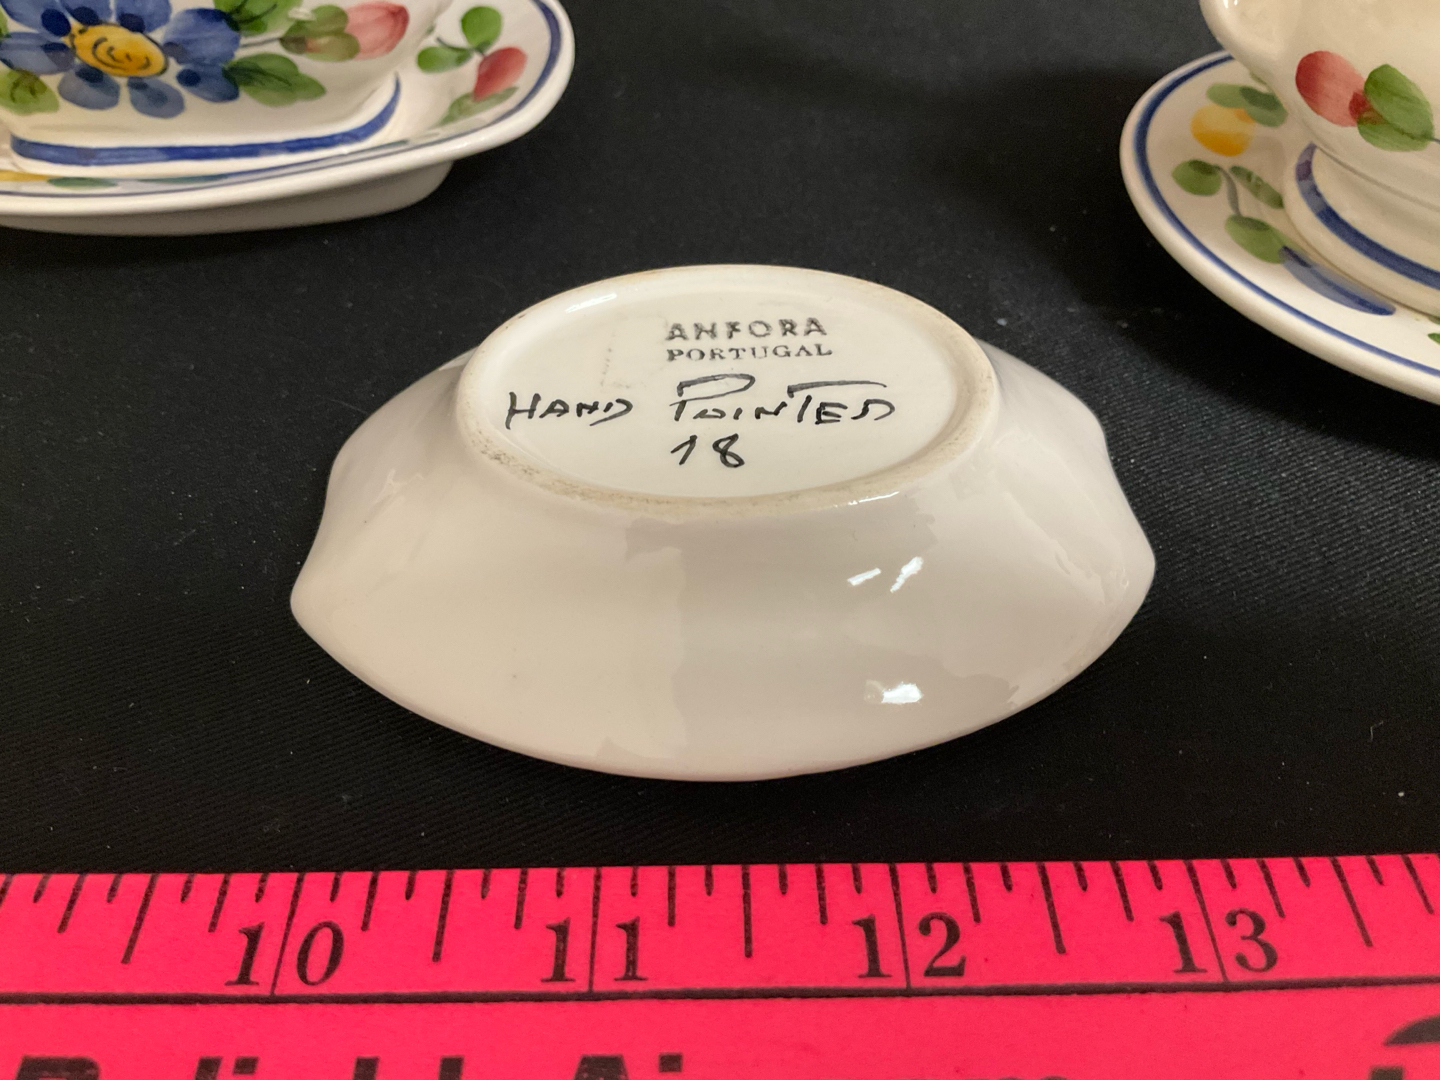 ANFORA
PORTUGAL
HAND PAINTED
18
10 11 12 13